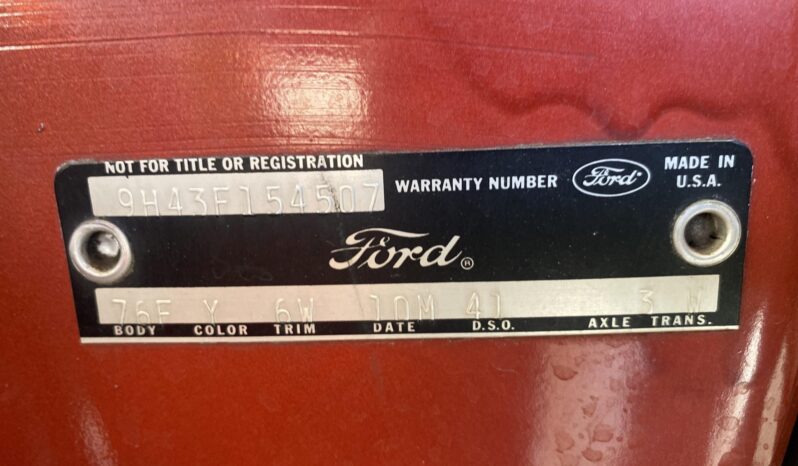 NOT FOR TITLE OR REGISTRATION
9H43F154507 WARRANTY NUMBER Ford MADE IN U.S.A.
Ford ®
76F Y 6W 10M 41 3 W
BODY COLOR TRIM DATE D.S.O. AXLE TRANS.